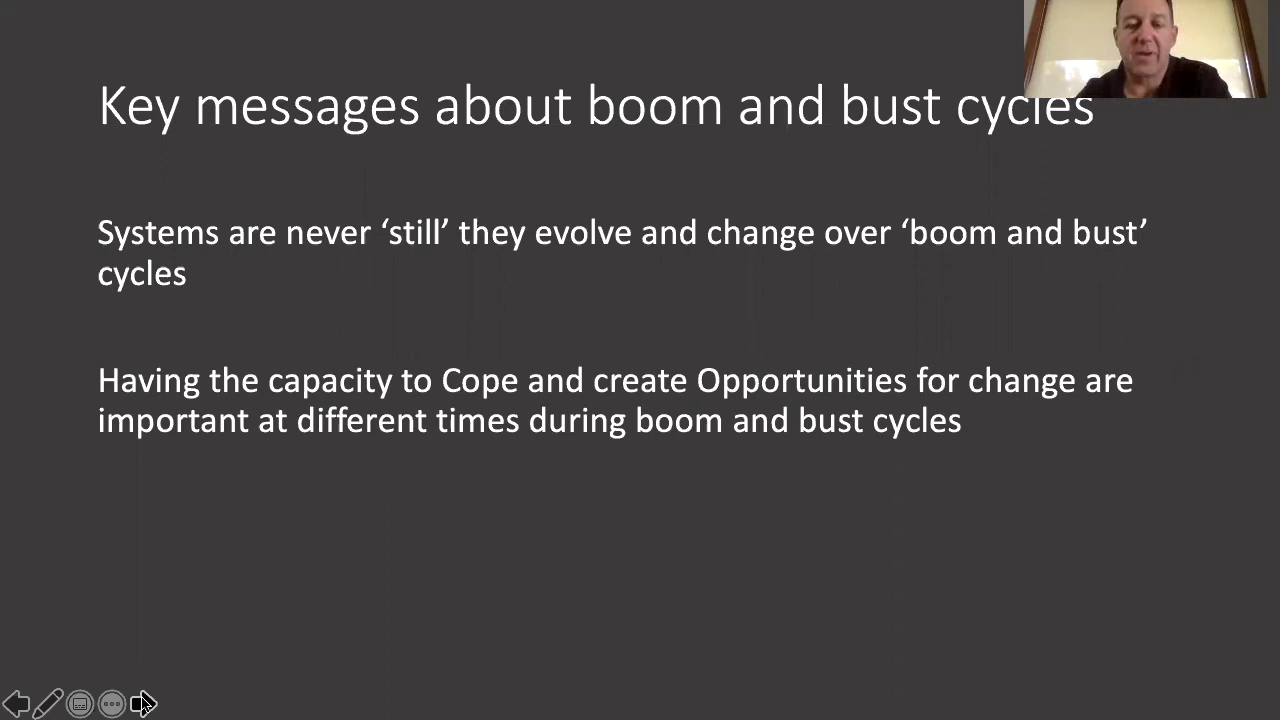 Key messages about boom and bust cycles
Systems are never ‘still’ they evolve and change over ‘boom and bust’
cycles
Having the capacity to Cope and create Opportunities for change are
important at different times during boom and bust cycles